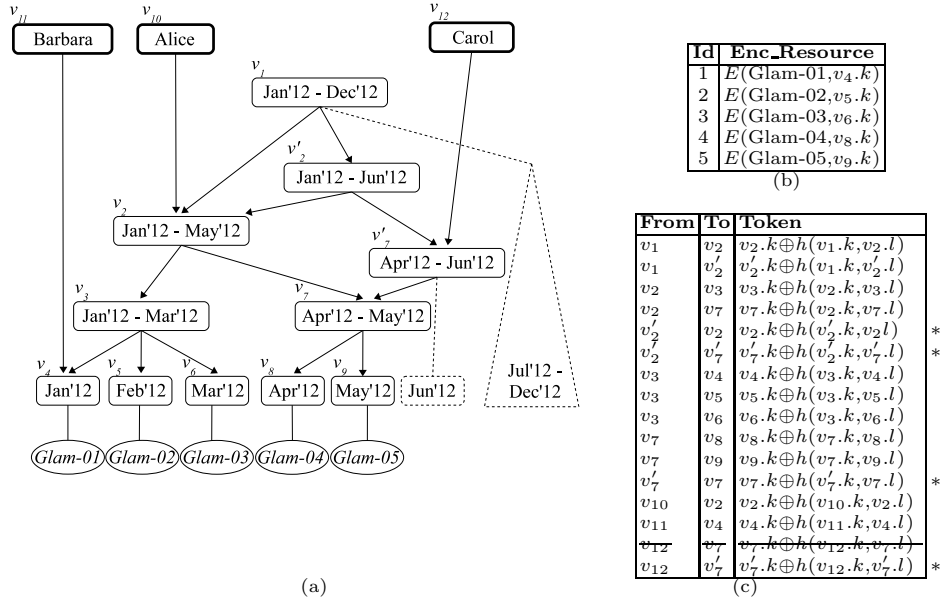 v11
v10
v12
Barbara
Alice
Carol
v1
Jan'12 - Dec'12
v'2
Jan'12 - Jun'12
v2
Jan'12 - May'12
v'7
Apr'12 - Jun'12
v3
Jan'12 - Mar'12
v7
Apr'12 - May'12
v4
v5
v6
v8
v9
Jan'12
Feb'12
Mar'12
Apr'12
May'12
Jun'12
Jul'12 -
Dec'12
Glam-01
Glam-02
Glam-03
Glam-04
Glam-05
(a)
Id Enc_Resource
1 E(Glam-01,v4.k)
2 E(Glam-02,v5.k)
3 E(Glam-03,v6.k)
4 E(Glam-04,v8.k)
5 E(Glam-05,v9.k)
(b)
From To Token
v1 v2 v2.k⊕h(v1.k,v2.l)
v1 v'2 v'2.k⊕h(v1.k,v'2.l)
v2 v3 v3.k⊕h(v2.k,v3.l)
v2 v7 v7.k⊕h(v2.k,v7.l)
v'2 v2 v2.k⊕h(v'2.k,v2l) *
v'2 v'7 v'7.k⊕h(v'2.k,v'7.l) *
v3 v4 v4.k⊕h(v3.k,v4.l)
v3 v5 v5.k⊕h(v3.k,v5.l)
v3 v6 v6.k⊕h(v3.k,v6.l)
v7 v8 v8.k⊕h(v7.k,v8.l)
v7 v9 v9.k⊕h(v7.k,v9.l)
v'7 v7 v7.k⊕h(v'7.k,v7.l) *
v10 v2 v2.k⊕h(v10.k,v2.l)
v11 v4 v4.k⊕h(v11.k,v4.l)
v12 v7 v7.k⊕h(v12.k,v7.l)
v12 v'7 v'7.k⊕h(v12.k,v'7.l) *
(c)